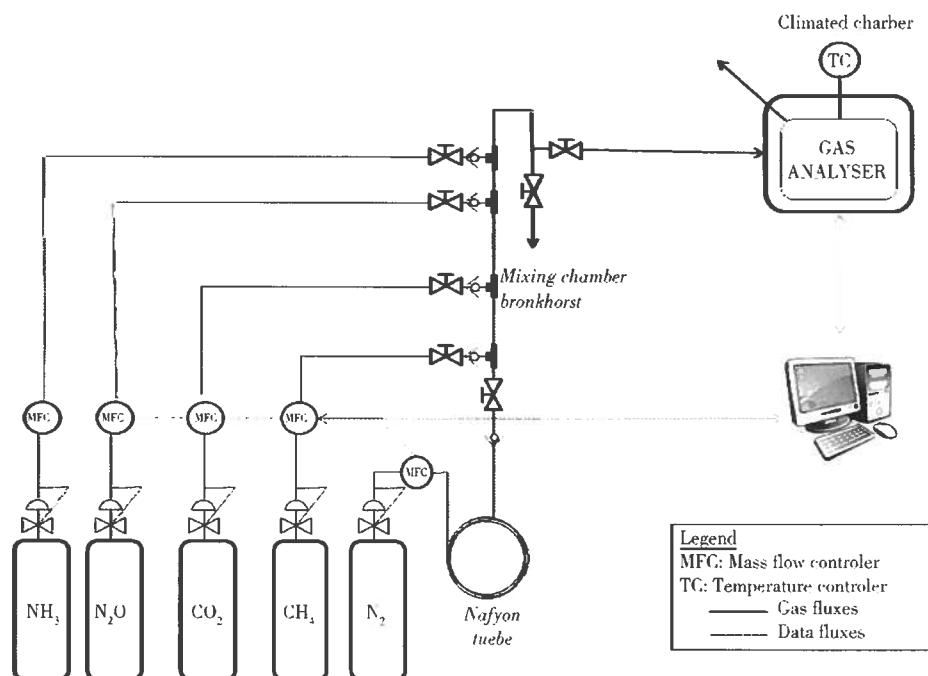 Climated charber
TC
GAS
ANALYSER
Mixing chamber
bronkhorst
MFC
MFC
MFC
MFC
MFC
NH₃
N₂O
CO₂
CH₄
N₂
Nafyon
tuebe
Legend
MFC: Mass flow controler
TC: Temperature controler
Gas fluxes
Data fluxes